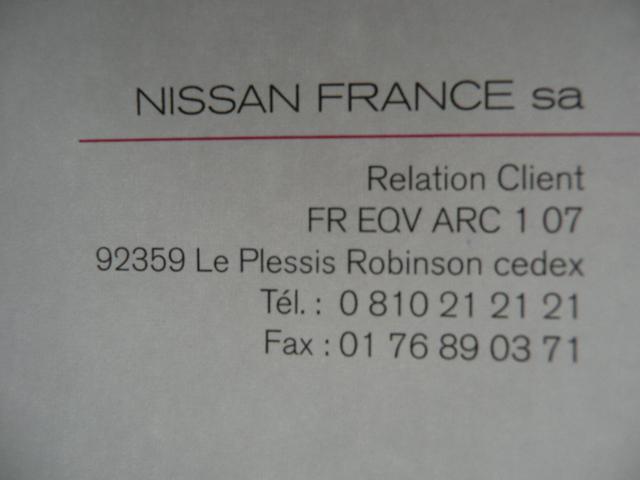 NISSAN FRANCE sa
Relation Client
FR EQV ARC 1 07
92359 Le Plessis Robinson cedex
Tél. : 0 810 21 21 21
Fax : 01 76 89 03 71